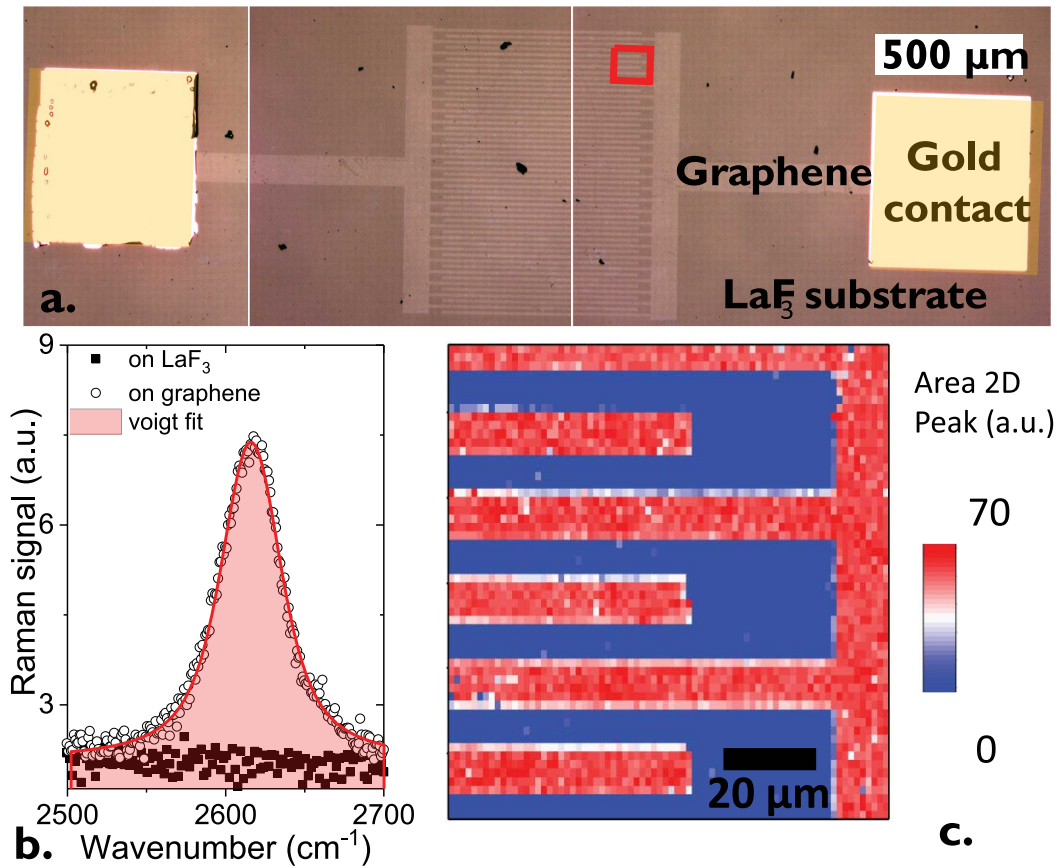 500 µm
Graphene
Gold
contact
LaF₃ substrate
a.
9
6
3
on LaF₃
on graphene
voigt fit
Raman signal (a.u.)
2500
2600
2700
Wavenumber (cm⁻¹)
b.
Area 2D
Peak (a.u.)
70
0
20 µm
c.